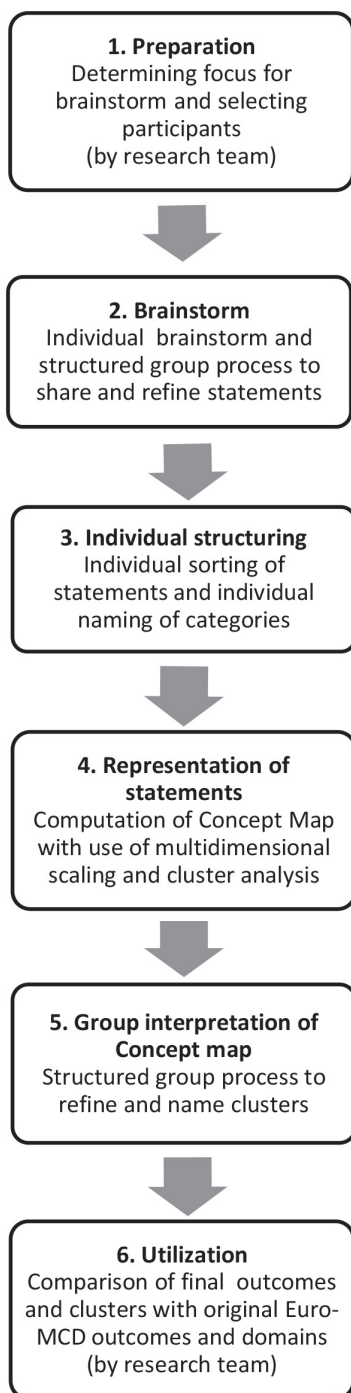 1. Preparation
Determining focus for
brainstorm and selecting
participants
(by research team)
2. Brainstorm
Individual brainstorm and
structured group process to
share and refine statements
3. Individual structuring
Individual sorting of
statements and individual
naming of categories
4. Representation of
statements
Computation of Concept Map
with use of multidimensional
scaling and cluster analysis
5. Group interpretation of
Concept map
Structured group process to
refine and name clusters
6. Utilization
Comparison of final outcomes
and clusters with original Euro-
MCD outcomes and domains
(by research team)